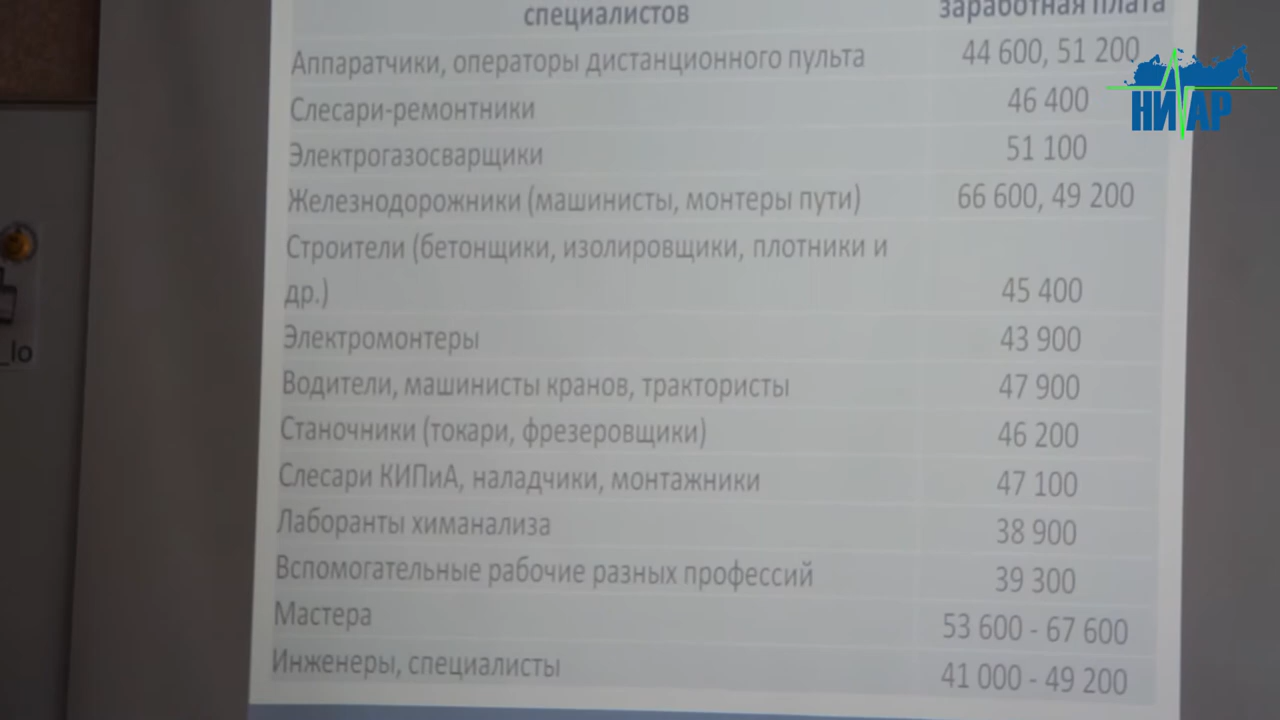 специалистов заработная плата
Аппаратчики, операторы дистанционного пульта 44 600, 51 200
Слесари-ремонтники 46 400
Электрогазосварщики 51 100
Железнодорожники (машинисты, монтеры пути) 66 600, 49 200
Строители (бетонщики, изолировщики, плотники и
др.) 45 400
Электромонтеры 43 900
Водители, машинисты кранов, трактористы 47 900
Станочники (токари, фрезеровщики) 46 200
Слесари КИПиА, наладчики, монтажники 47 100
Лаборанты химанализа 38 900
Вспомогательные рабочие разных профессий 39 300
Мастера 53 600 - 67 600
Инженеры, специалисты 41 000 - 49 200
НИАР
_lo